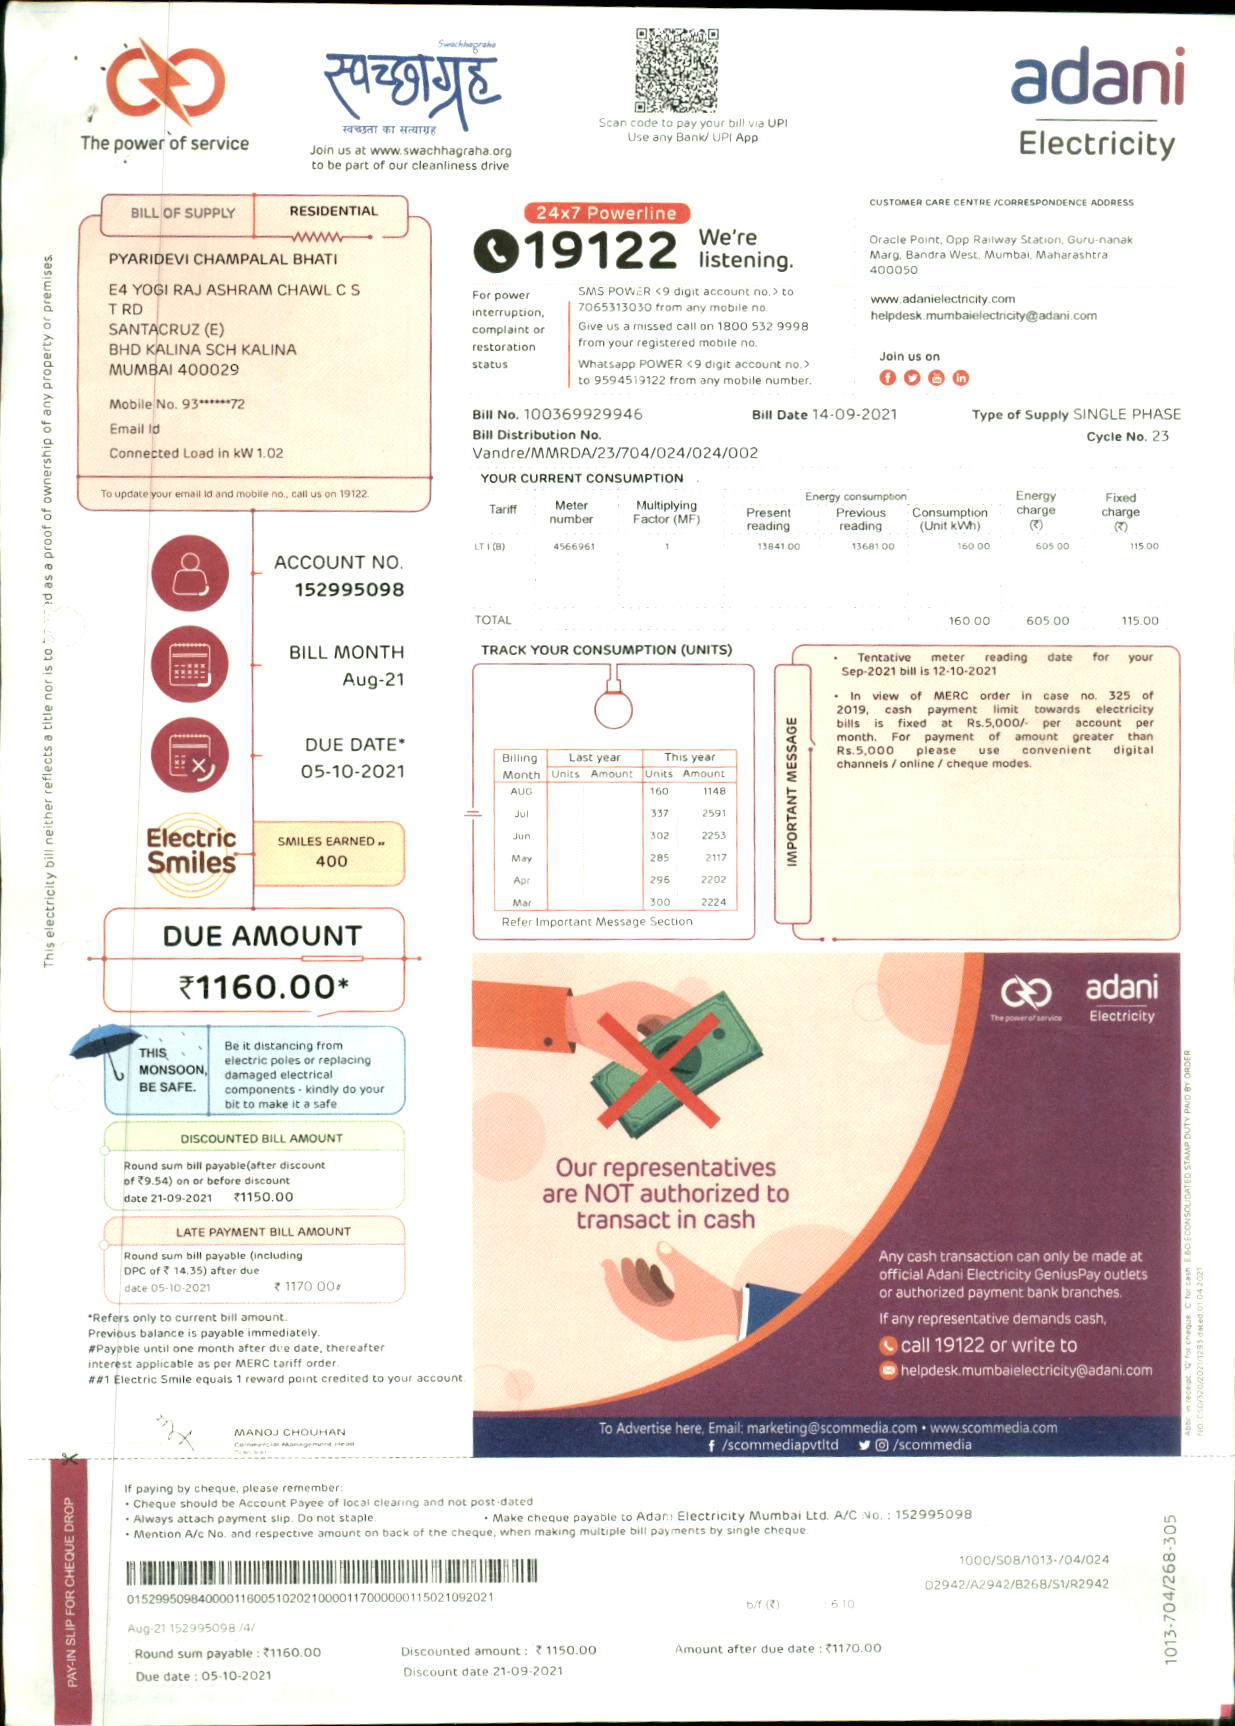 The power of service
Swachhagraha
स्वच्छाग्रह
स्वच्छता का सत्याग्रह
Join us at www.swachhagraha.org
to be part of our cleanliness drive
Scan code to pay your bill via UPI
Use any Bank/ UPI App
adani
Electricity
BILL OF SUPPLY
RESIDENTIAL
PYARIDEVI CHAMPALAL BHATI
E4 YOGI RAJ ASHRAM CHAWL C S
T RD
SANTACRUZ (E)
BHD KALINA SCH KALINA
MUMBAI 400029
Mobile No. 93******72
Email Id
Connected Load in kW 1.02
To update your email Id and mobile no., call us on 19122.
24x7 Powerline
19122 We're listening.
For power interruption, complaint or restoration status
SMS POWER <9 digit account no.> to
7065313030 from any mobile no.
Give us a missed call on 1800 532 9998
from your registered mobile no.
Whatsapp POWER <9 digit account no.>
to 9594519122 from any mobile number.
CUSTOMER CARE CENTRE /CORRESPONDENCE ADDRESS
Oracle Point, Opp Railway Station, Guru-nanak
Marg, Bandra West, Mumbai, Maharashtra
400050
www.adanielectricity.com
helpdesk.mumbaielectricity@adani.com
Join us on
Bill No. 100369929946 Bill Date 14-09-2021 Type of Supply SINGLE PHASE
Bill Distribution No. Cycle No. 23
Vandre/MMRDA/23/704/024/024/002
YOUR CURRENT CONSUMPTION
Energy consumption
Tariff Meter number Multiplying Factor (MF) Present reading Previous reading Consumption (Unit kWh) Energy charge (₹) Fixed charge (₹)
LT I (B) 4566961 1 13841.00 13681.00 160.00 605.00 115.00
TOTAL 160.00 605.00 115.00
This electricity bill neither reflects a title nor is to as a proof of ownership of any property or premises.
ACCOUNT NO.
152995098
BILL MONTH
Aug-21
DUE DATE*
05-10-2021
Electric
Smiles
SMILES EARNED ##
400
DUE AMOUNT
₹1160.00*
TRACK YOUR CONSUMPTION (UNITS)
Billing Last year This year
Month Units Amount Units Amount
AUG 160 1148
Jul 337 2591
Jun 302 2253
May 285 2117
Apr 296 2202
Mar 300 2224
Refer Important Message Section
IMPORTANT MESSAGE
• Tentative meter reading date for your
Sep-2021 bill is 12-10-2021
• In view of MERC order in case no. 325 of
2019, cash payment limit towards electricity
bills is fixed at Rs.5,000/- per account per
month. For payment of amount greater than
Rs.5,000 please use convenient digital
channels / online / cheque modes.
THIS
MONSOON,
BE SAFE.
Be it distancing from
electric poles or replacing
damaged electrical
components - kindly do your
bit to make it a safe
DISCOUNTED BILL AMOUNT
Round sum bill payable(after discount
of ₹9.54) on or before discount
date 21-09-2021 ₹1150.00
LATE PAYMENT BILL AMOUNT
Round sum bill payable (including
DPC of ₹ 14.35) after due
date 05-10-2021 ₹ 1170.00#
*Refers only to current bill amount.
Previous balance is payable immediately.
#Payable until one month after due date, thereafter
interest applicable as per MERC tariff order.
##1 Electric Smile equals 1 reward point credited to your account.
MANOJ CHOUHAN
Commercial Management Head
The power of service
adani
Electricity
Our representatives
are NOT authorized to
transact in cash
Any cash transaction can only be made at
official Adani Electricity GeniusPay outlets
or authorized payment bank branches.
If any representative demands cash,
call 19122 or write to
helpdesk.mumbaielectricity@adani.com
To Advertise here, Email: marketing@scommedia.com • www.scommedia.com
/scommediapvtltd /scommedia
Abbr. in receipt, 'Q' for cheque, 'C' for cash. CONSOLIDATED STAMP DUTY PAID BY ORDER
NO. CSD/320/2021/1293 dated 01.04.2021
PAY-IN SLIP FOR CHEQUE DROP
If paying by cheque, please remember:
• Cheque should be Account Payee of local clearing and not post-dated
• Always attach payment slip. Do not staple. • Make cheque payable to Adani Electricity Mumbai Ltd. A/C No. : 152995098
• Mention A/c No. and respective amount on back of the cheque, when making multiple bill payments by single cheque.
1000/S08/1013-/04/024
D2942/A2942/B268/S1/R2942
b/f (₹) : 6.10
Aug-21 152995098 /4/
Round sum payable : ₹1160.00 Discounted amount : ₹ 1150.00 Amount after due date : ₹1170.00
Due date : 05-10-2021 Discount date 21-09-2021
1013-704/268-305